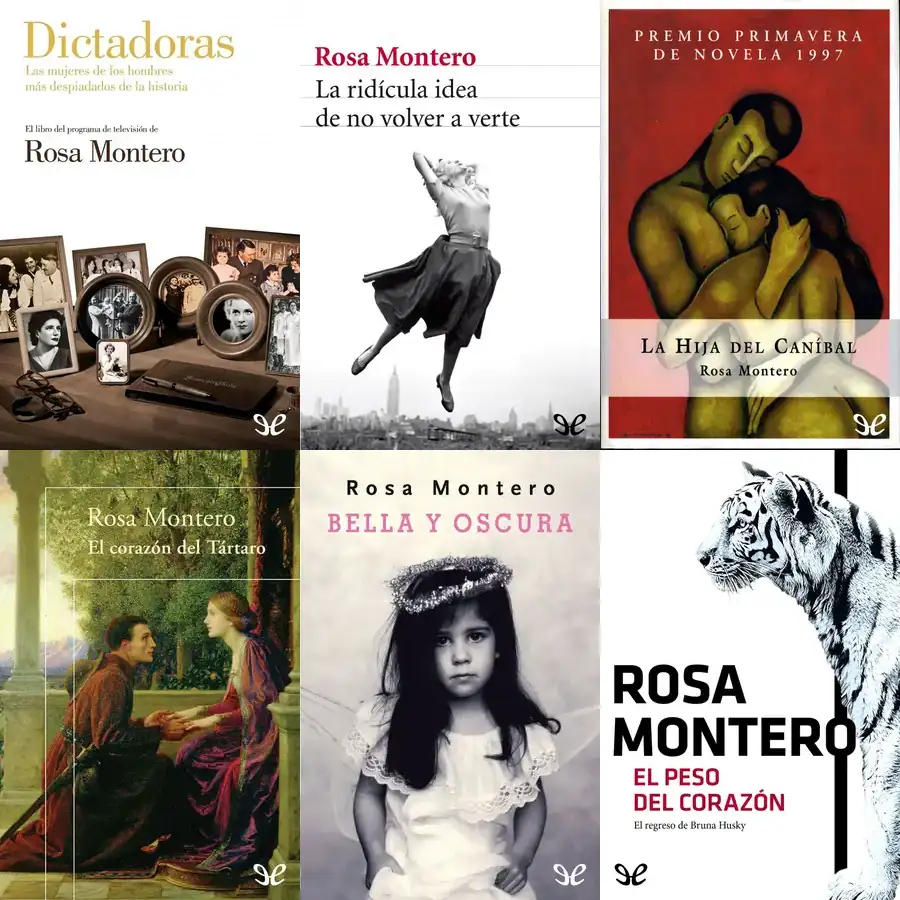 Dictadoras
Las mujeres de los hombres
más despiadados de la historia
El libro del programa de televisión de
Rosa Montero
Rosa Montero
La ridícula idea
de no volver a verte
PREMIO PRIMAVERA
DE NOVELA 1997
LA HIJA DEL CANÍBAL
Rosa Montero
Rosa Montero
El corazón del Tártaro
Rosa Montero
BELLA Y OSCURA
ROSA
MONTERO
EL PESO
DEL CORAZÓN
El regreso de Bruna Husky